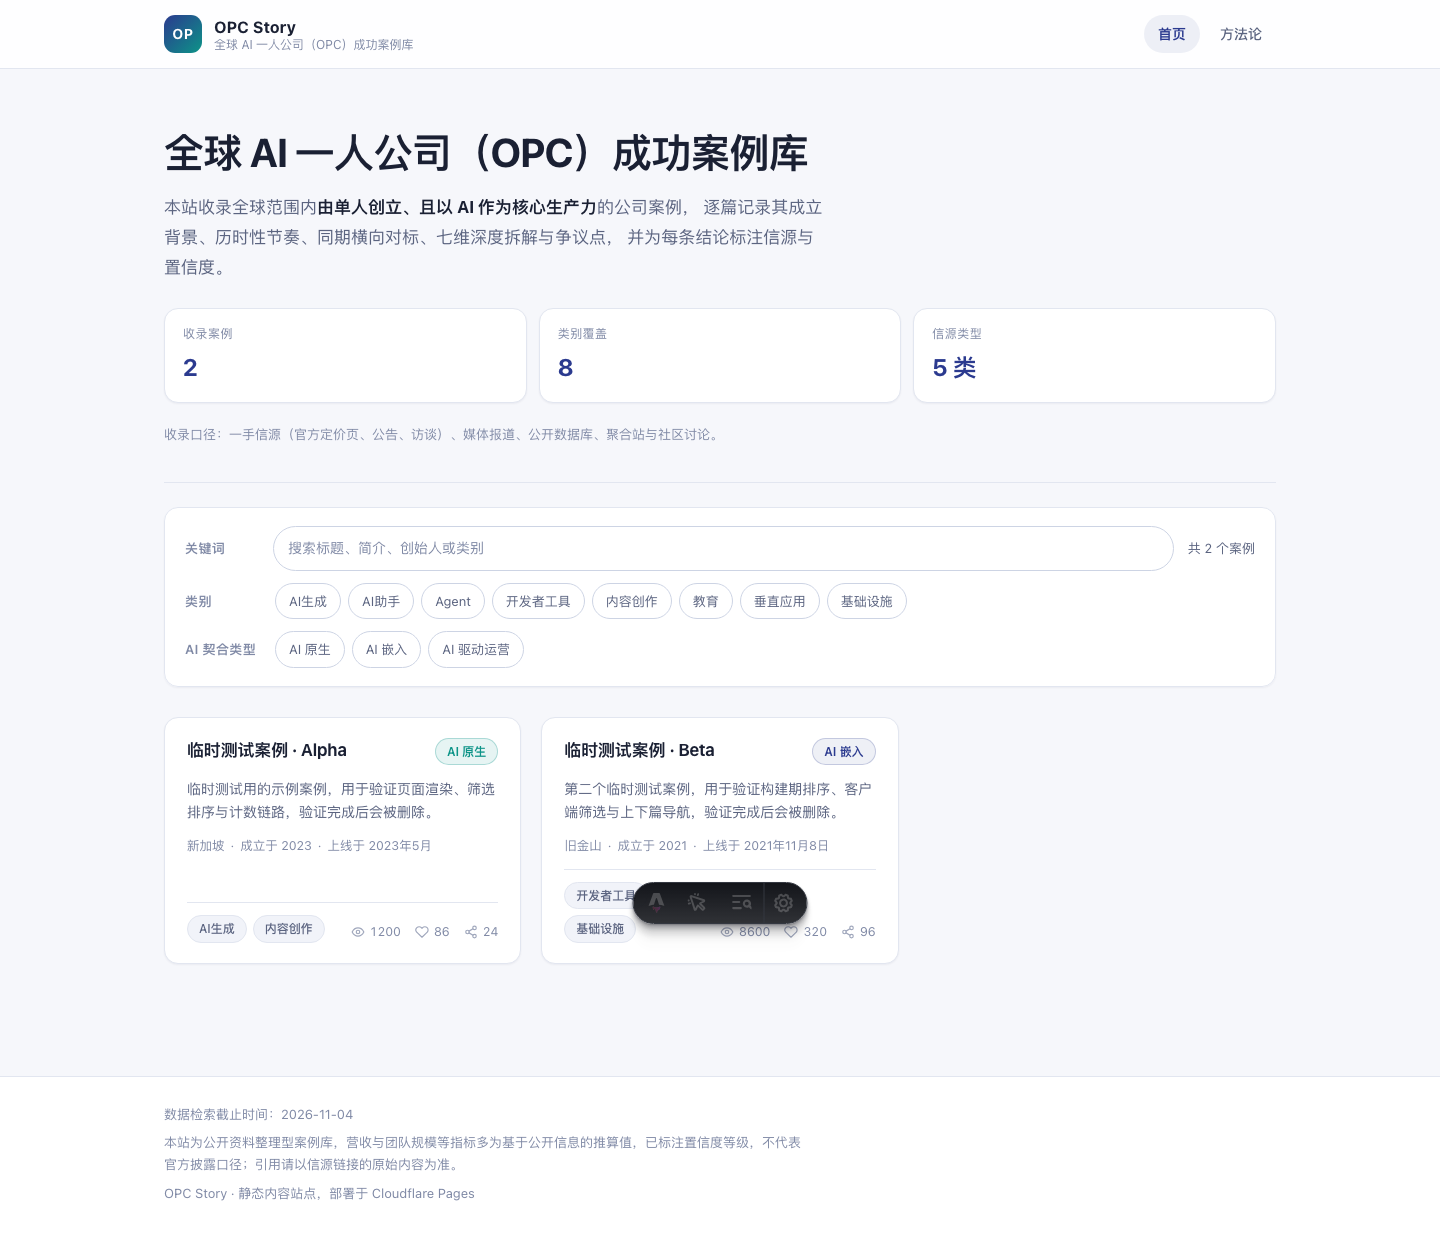 OP
OPC Story
全球 AI 一人公司（OPC）成功案例库
首页
方法论
全球 AI 一人公司（OPC）成功案例库
本站收录全球范围内由单人创立、且以 AI 作为核心生产力的公司案例， 逐篇记录其成立
背景、历时性节奏、同期横向对标、七维深度拆解与争议点， 并为每条结论标注信源与
置信度。
收录案例
2
类别覆盖
8
信源类型
5 类
收录口径：一手信源（官方定价页、公告、访谈）、媒体报道、公开数据库、聚合站与社区讨论。
关键词
搜索标题、简介、创始人或类别
共 2 个案例
类别
AI生成
AI助手
Agent
开发者工具
内容创作
教育
垂直应用
基础设施
AI 契合类型
AI 原生
AI 嵌入
AI 驱动运营
临时测试案例 · Alpha
AI 原生
临时测试用的示例案例，用于验证页面渲染、筛选
排序与计数链路，验证完成后会被删除。
新加坡 · 成立于 2023 · 上线于 2023年5月
AI生成
内容创作
1200
86
24
临时测试案例 · Beta
AI 嵌入
第二个临时测试案例，用于验证构建期排序、客户
端筛选与上下篇导航，验证完成后会被删除。
旧金山 · 成立于 2021 · 上线于 2021年11月8日
开发者工具
基础设施
8600
320
96
数据检索截止时间：2026-11-04
本站为公开资料整理型案例库，营收与团队规模等指标多为基于公开信息的推算值，已标注置信度等级，不代表
官方披露口径；引用请以信源链接的原始内容为准。
OPC Story · 静态内容站点，部署于 Cloudflare Pages